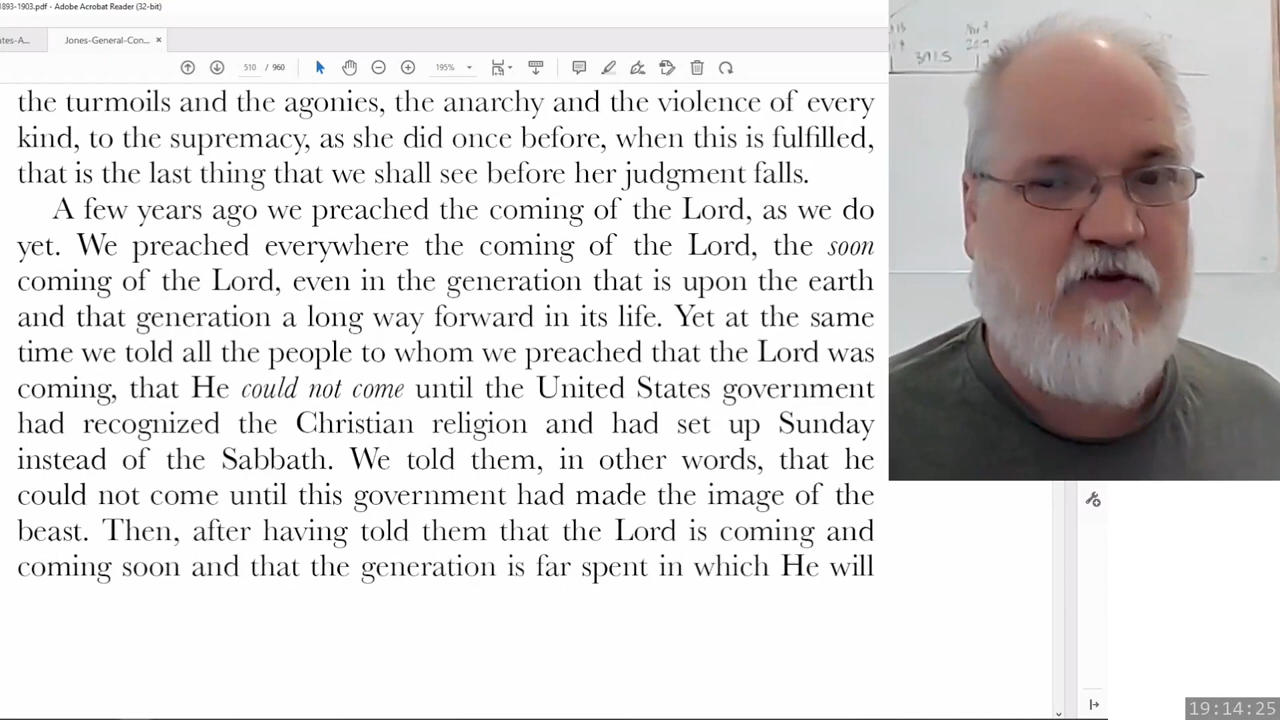 1893-1903.pdf - Adobe Acrobat Reader (32-bit)
tes-A...
Jones-General-Con... ×
510 / 960
195%
the turmoils and the agonies, the anarchy and the violence of every
kind, to the supremacy, as she did once before, when this is fulfilled,
that is the last thing that we shall see before her judgment falls.
A few years ago we preached the coming of the Lord, as we do
yet. We preached everywhere the coming of the Lord, the soon
coming of the Lord, even in the generation that is upon the earth
and that generation a long way forward in its life. Yet at the same
time we told all the people to whom we preached that the Lord was
coming, that He could not come until the United States government
had recognized the Christian religion and had set up Sunday
instead of the Sabbath. We told them, in other words, that he
could not come until this government had made the image of the
beast. Then, after having told them that the Lord is coming and
coming soon and that the generation is far spent in which He will
19:14:25